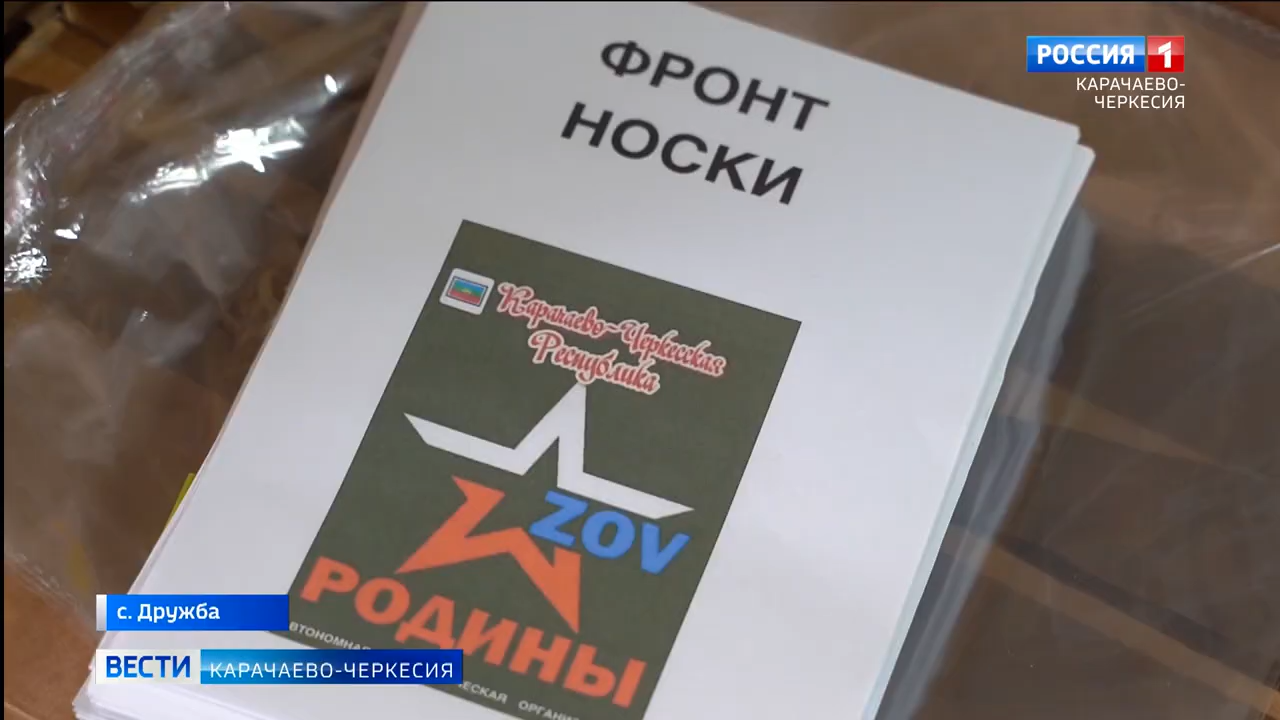 ФРОНТ
НОСКИ
РОССИЯ 1
КАРАЧАЕВО-
ЧЕРКЕСИЯ
Карачаево-Черкесская
Республика
ZOV
РОДИНЫ
с. Дружба
ВЕСТИ КАРАЧАЕВО-ЧЕРКЕСИЯ